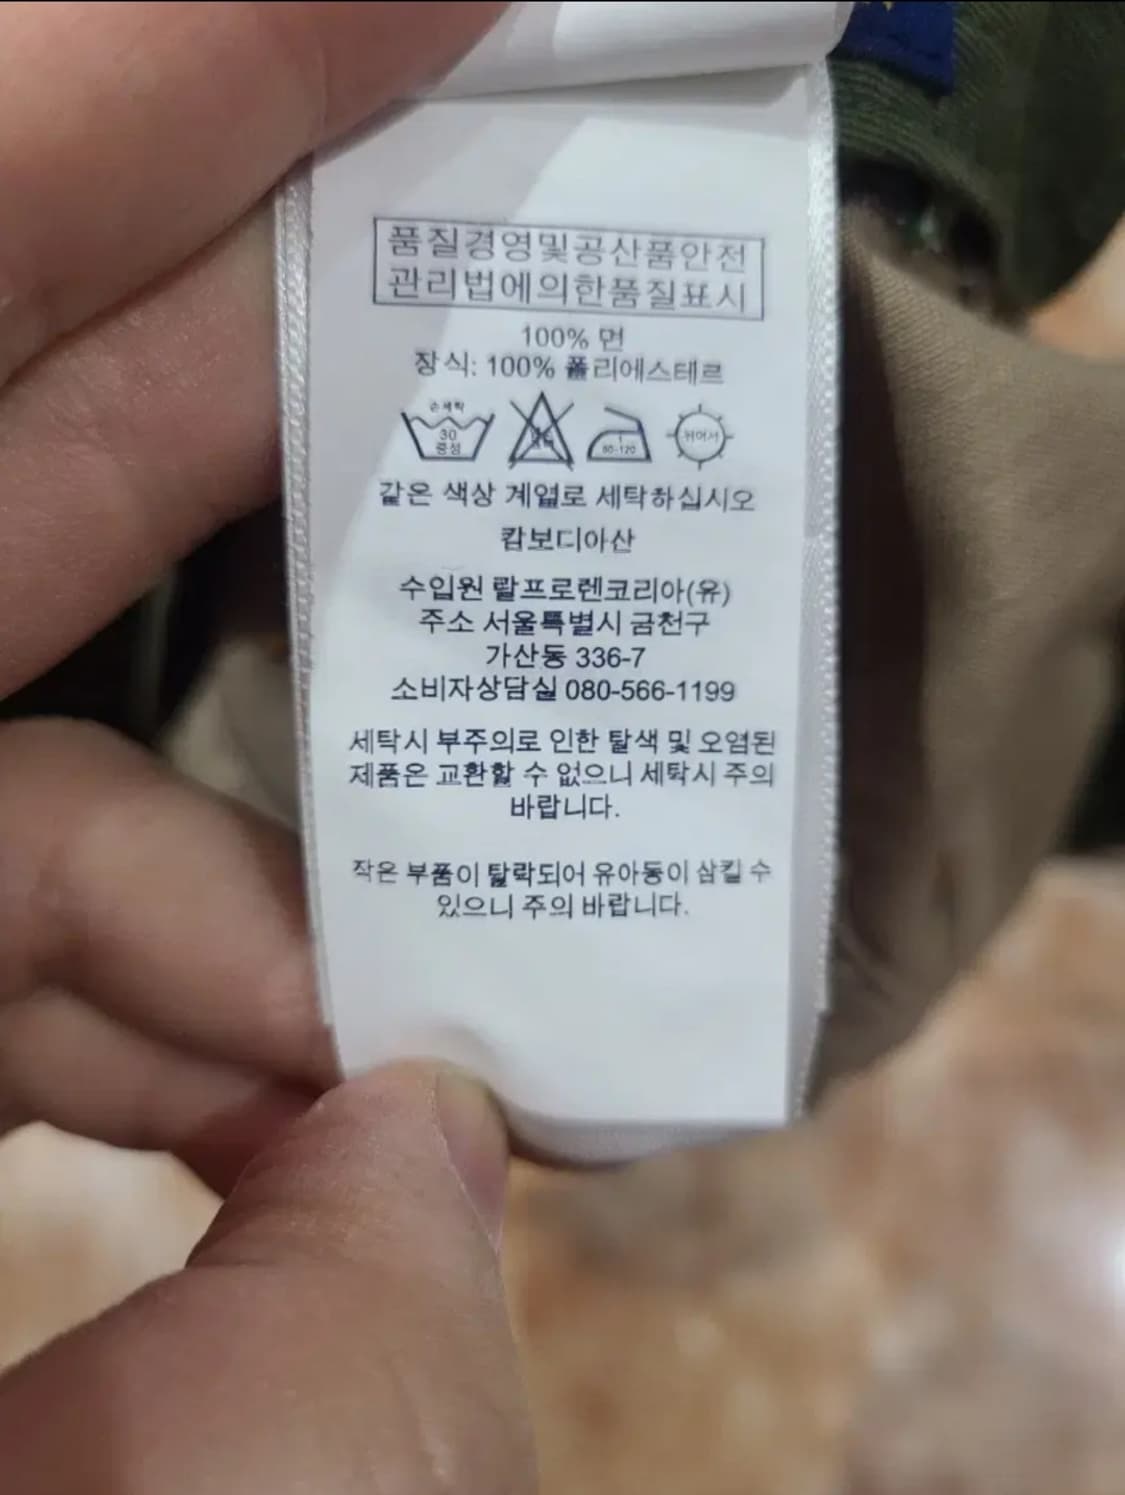 품질경영및공산품안전
관리법에의한품질표시
100% 면
장식: 100% 폴리에스테르
손세탁
30
중성
1
80-120
뉘어서
같은 색상 계열로 세탁하십시오
캄보디아산
수입원 랄프로렌코리아(유)
주소 서울특별시 금천구
가산동 336-7
소비자상담실 080-566-1199
세탁시 부주의로 인한 탈색 및 오염된
제품은 교환할 수 없으니 세탁시 주의
바랍니다.
작은 부품이 탈락되어 유아동이 삼킬 수
있으니 주의 바랍니다.